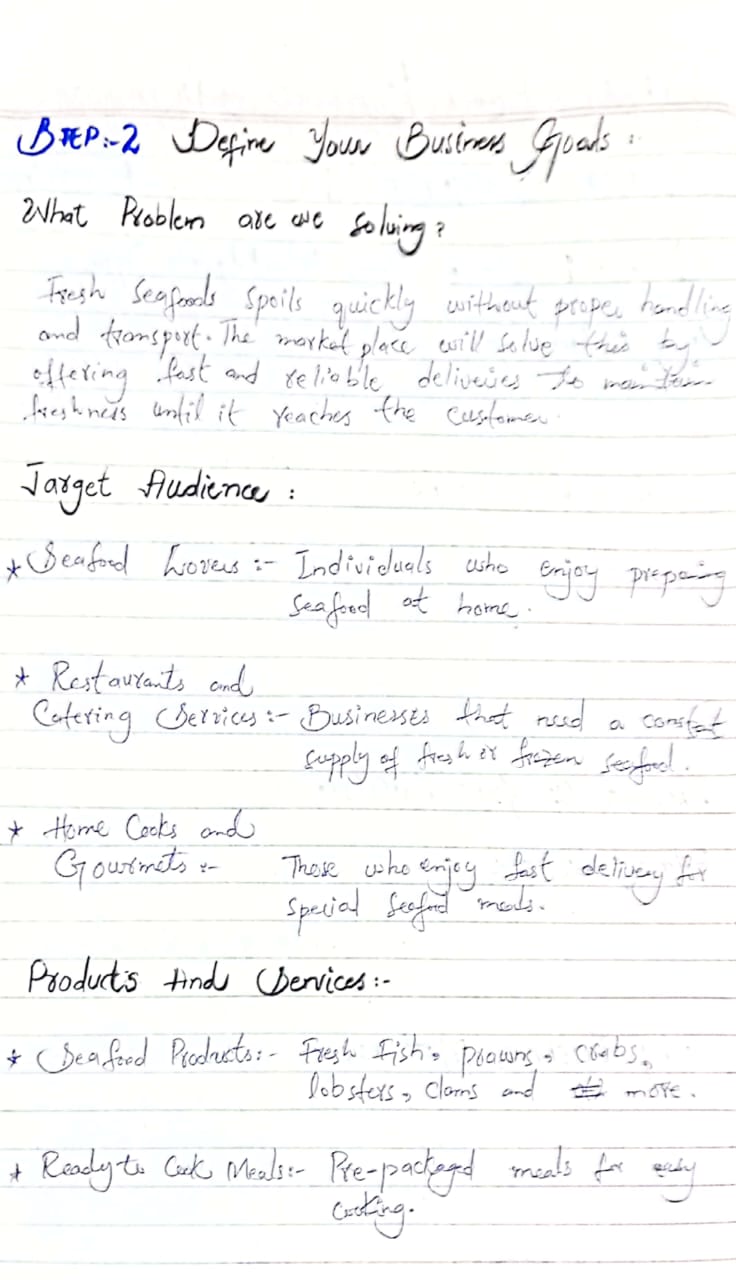 STEP:-2 Define Your Business Goals:
What Problem are we solving?
Fresh Seafoods spoils quickly without proper handling
and transport. The market place will solve this by
offering fast and reliable deliveries to maintain
freshness until it reaches the customer.
Target Audience:
* Seafood Lovers:- Individuals who enjoy preparing
seafood at home.
* Restaurants and
Catering Services:- Businesses that need a constant
supply of fresh or frozen seafood.
* Home Cooks and
Gourmets:- Those who enjoy fast delivery for
special seafood meals.
Products And Services:-
* Seafood Products:- Fresh Fish, prawns, crabs,
lobsters, clams and more.
* Ready to Cook Meals:- Pre-packaged meals for easy
cooking.